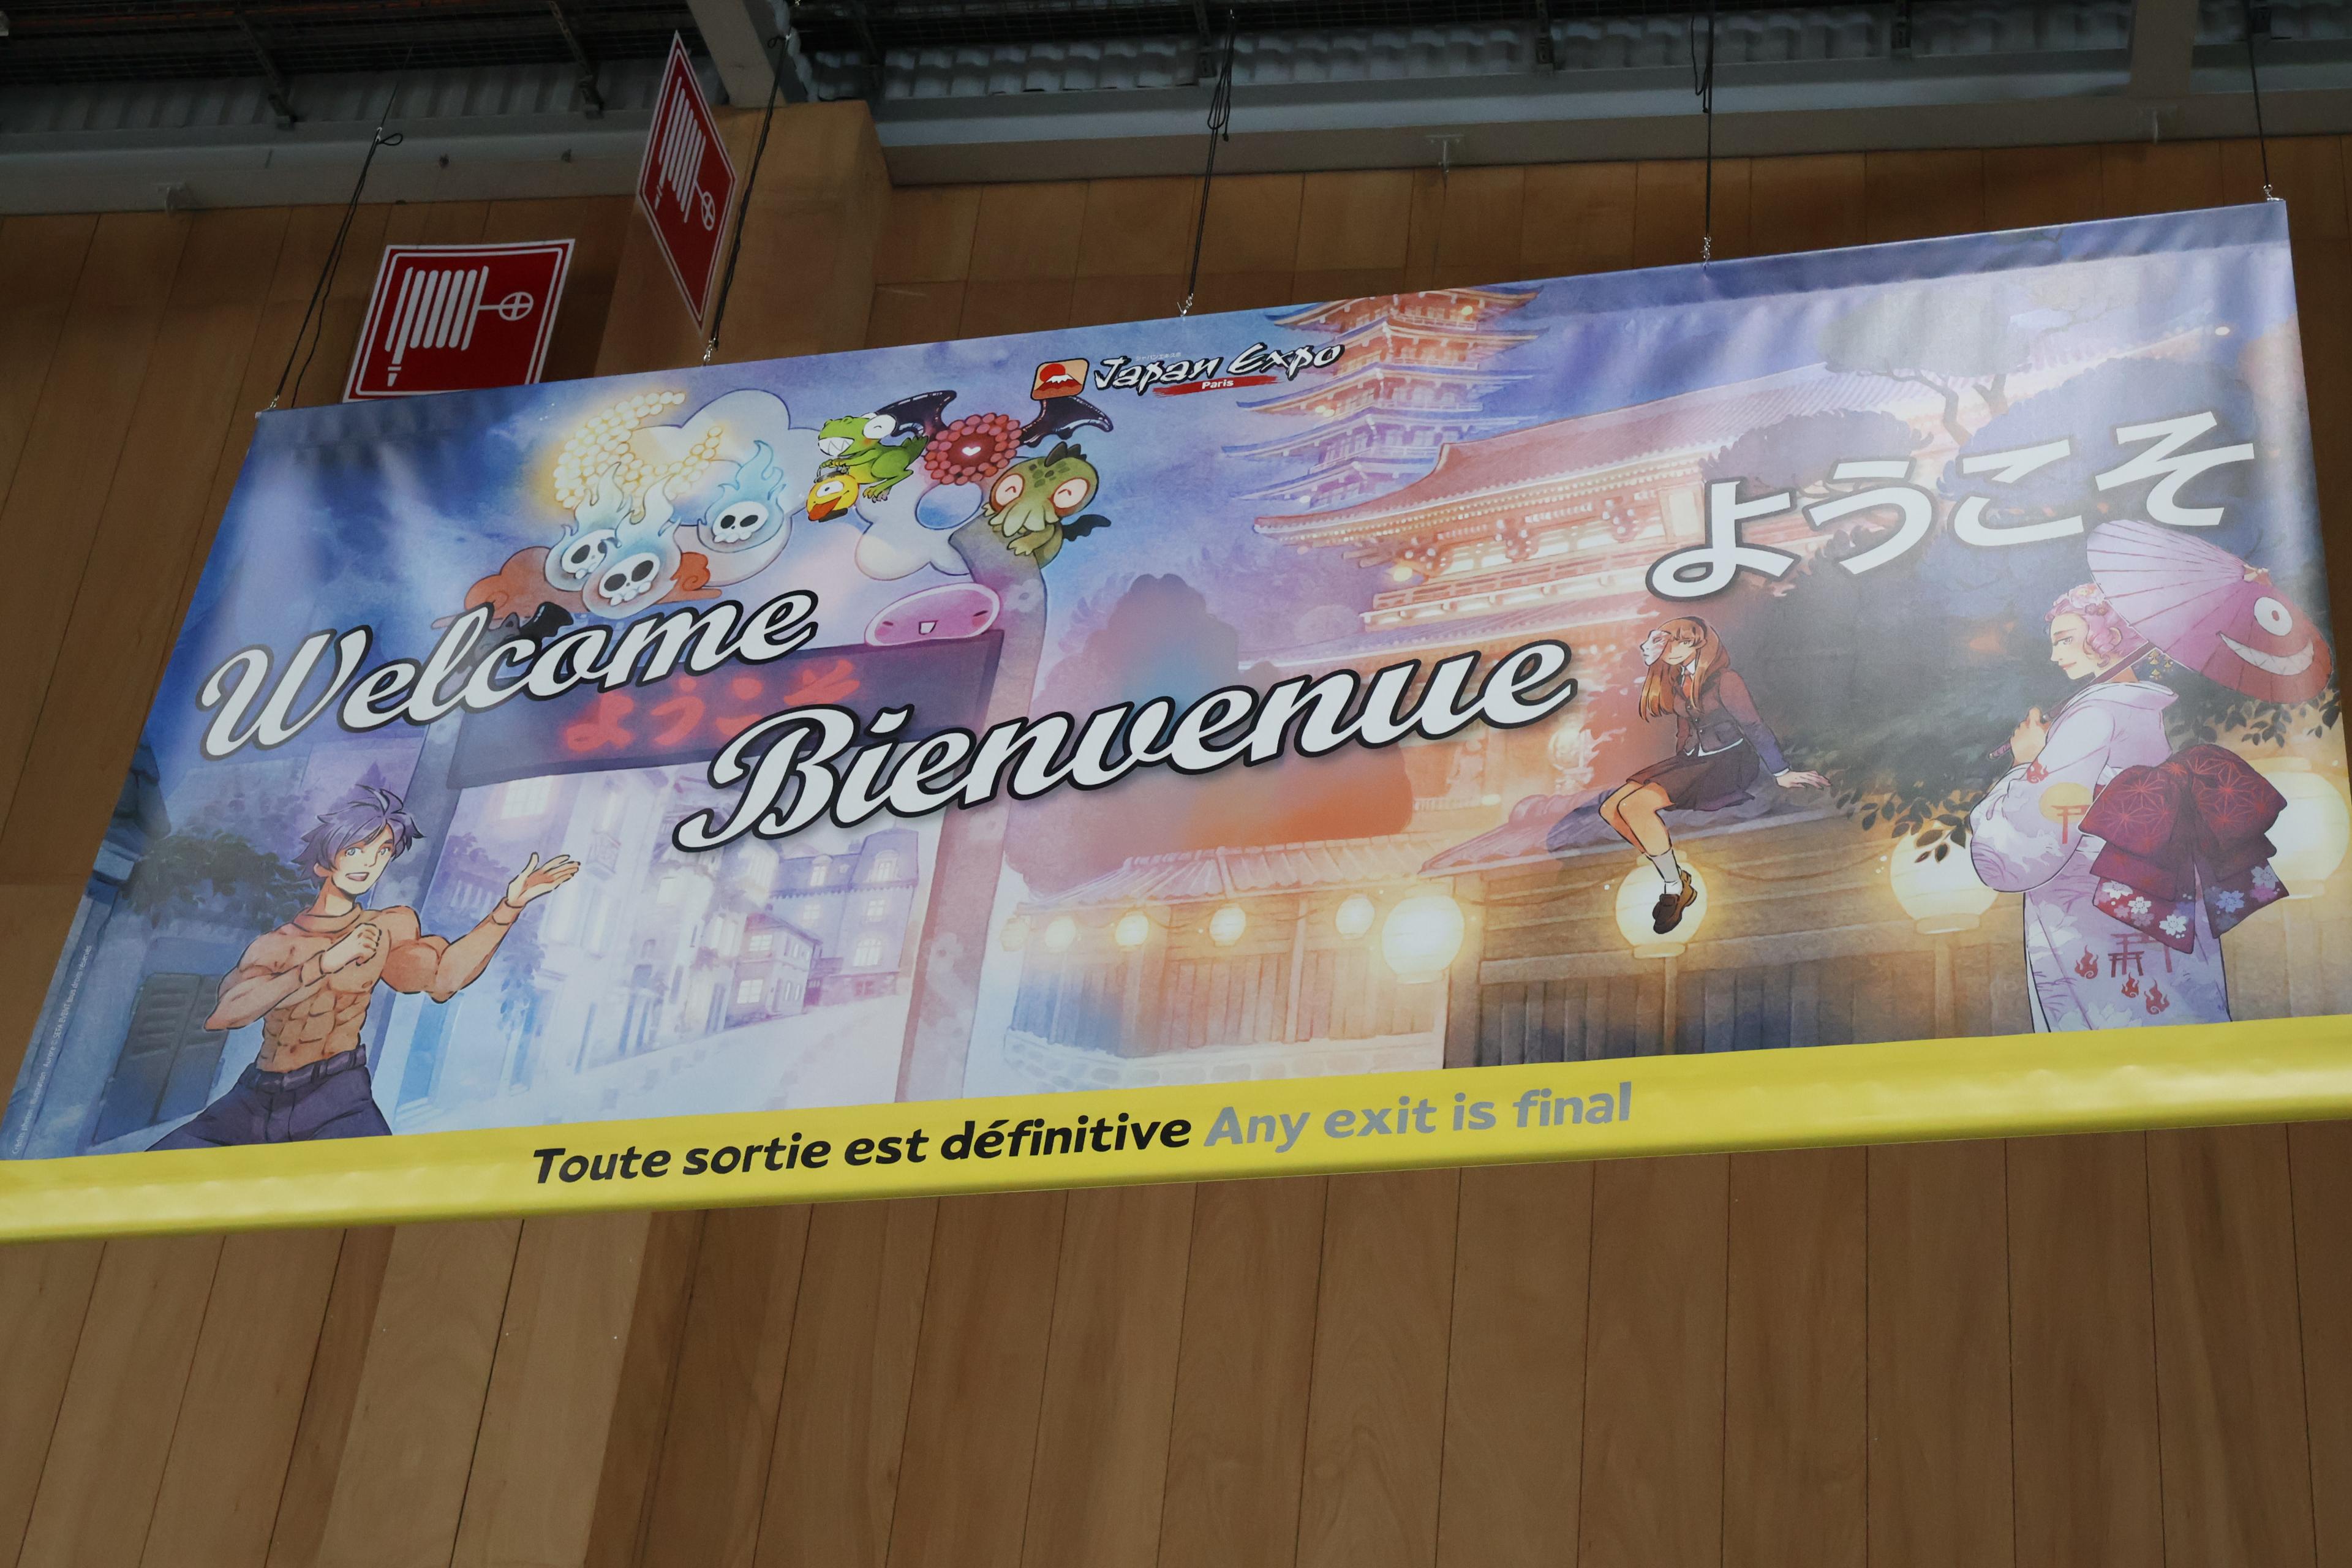 Japan Expo
Paris
ようこそ
Welcome
ようこそ
Bienvenue
Toute sortie est définitive Any exit is final